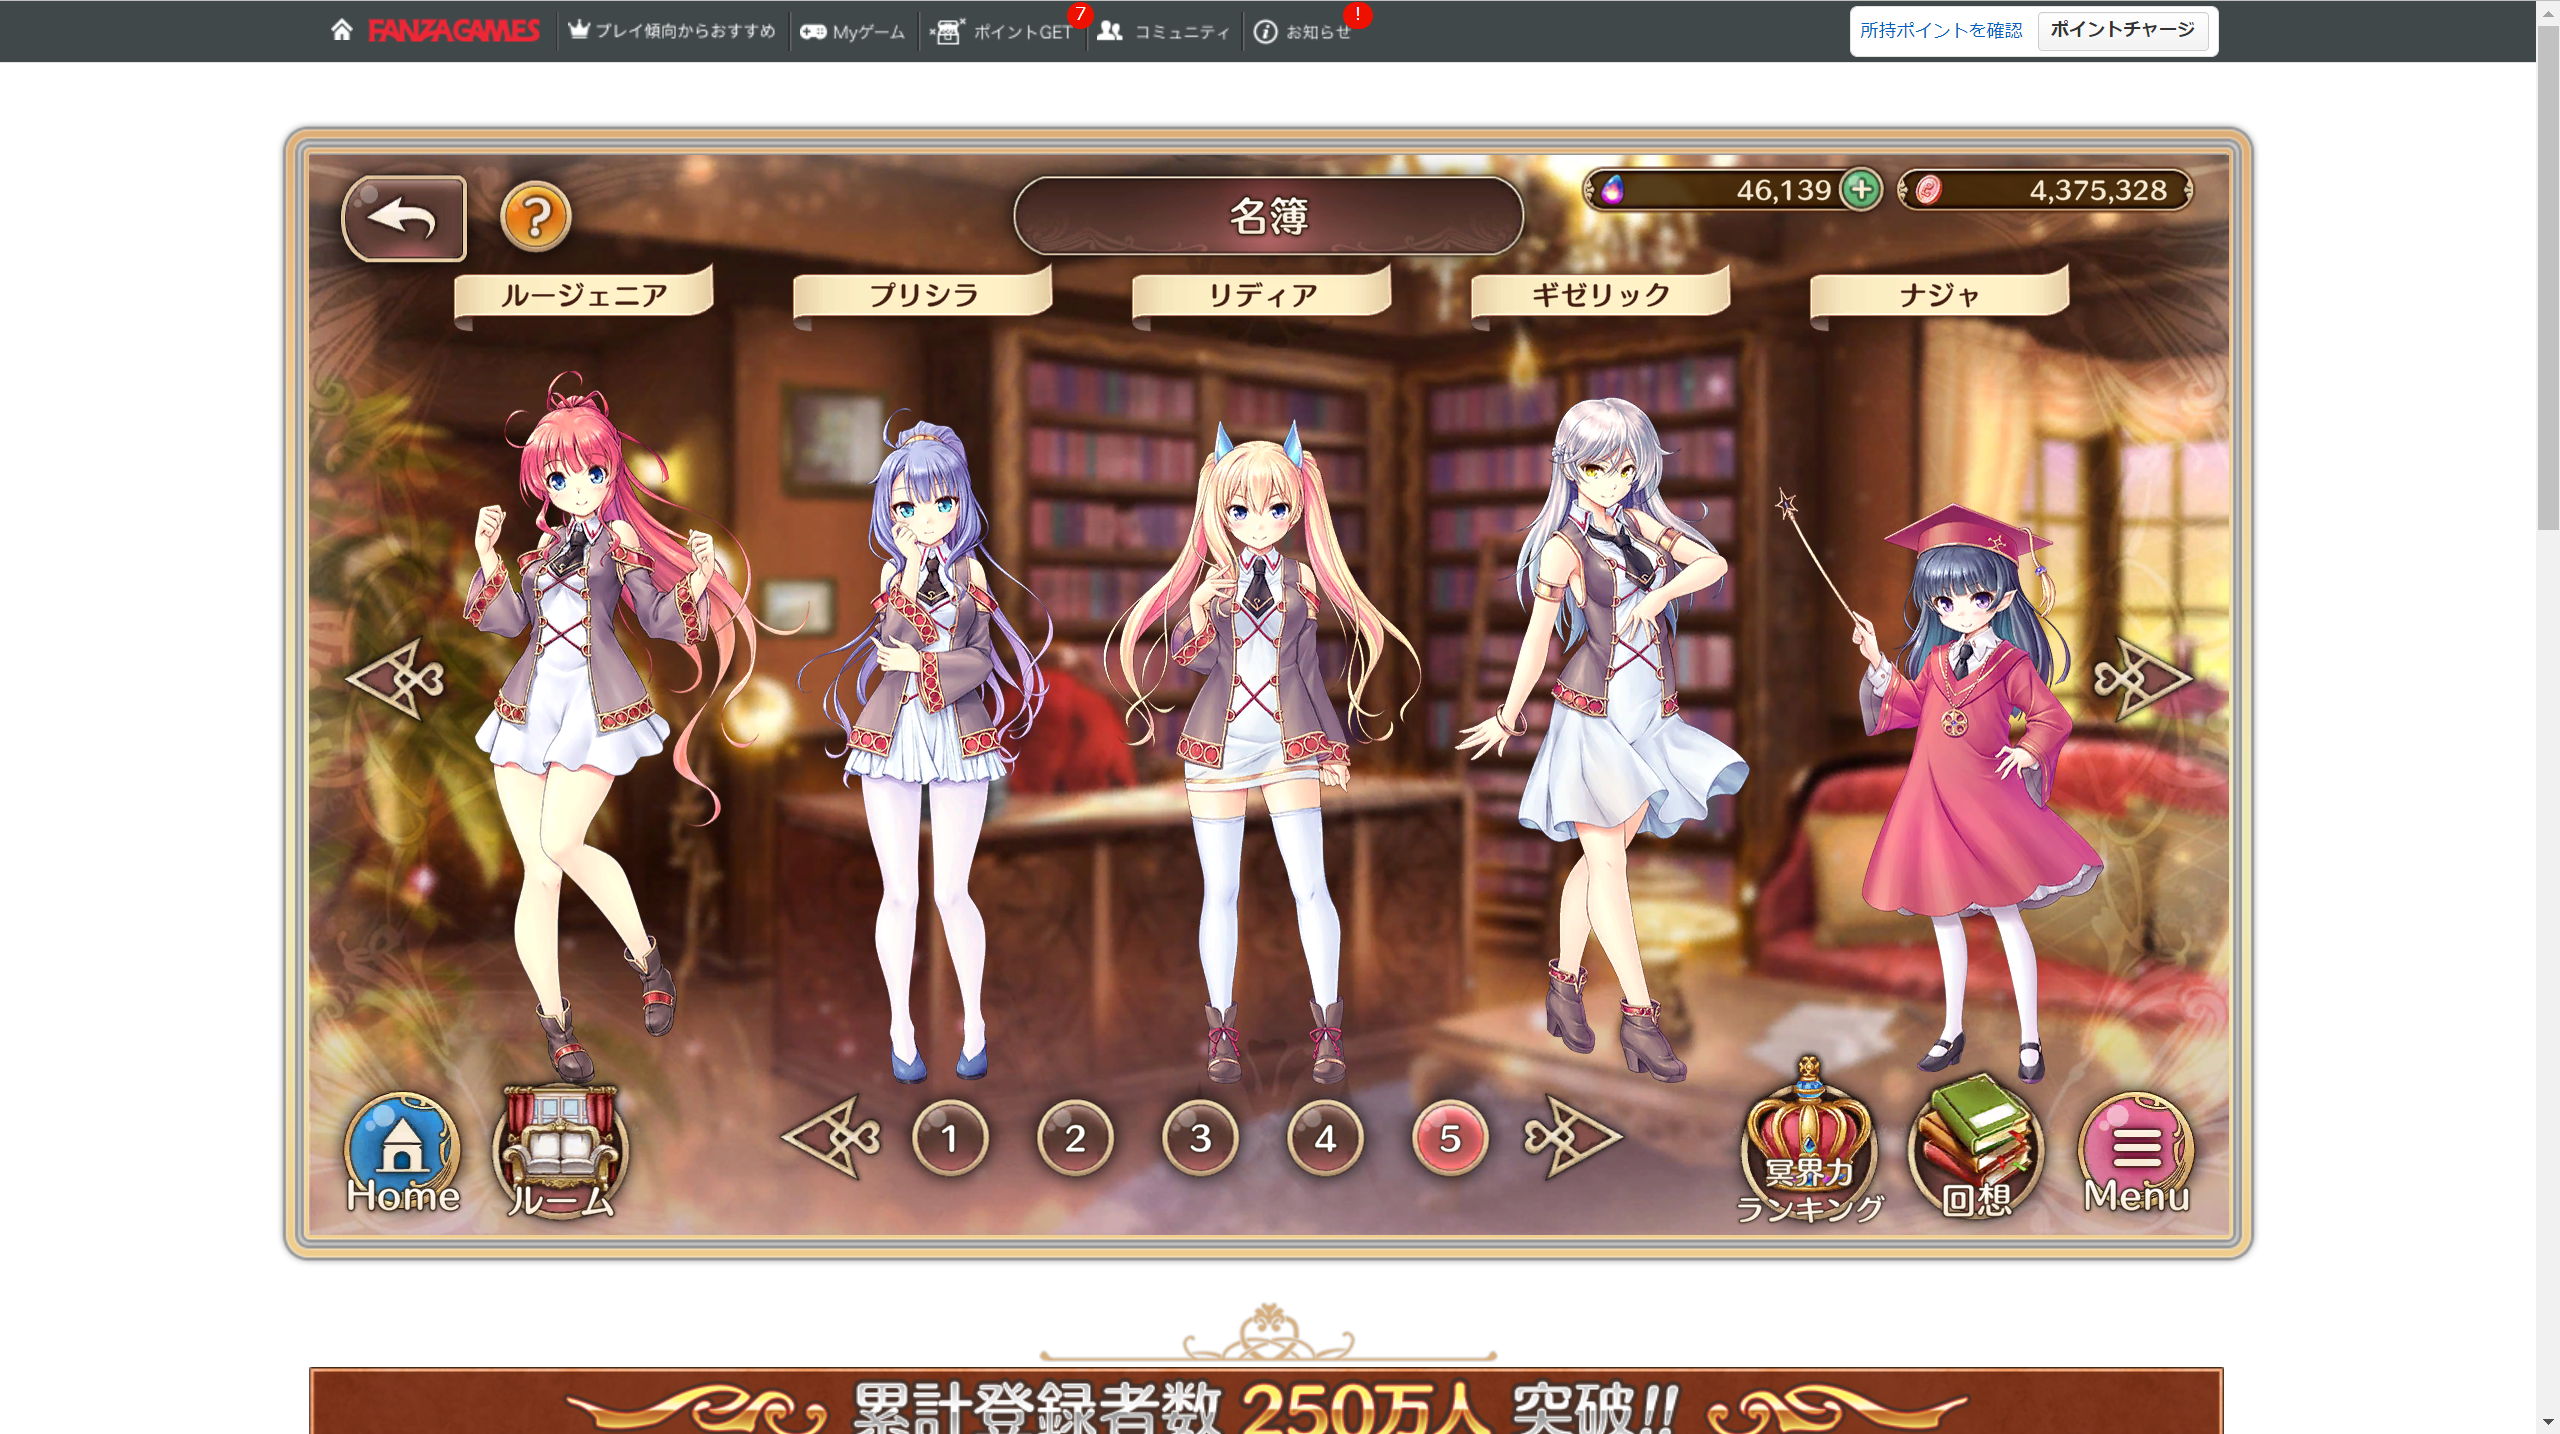 FANZA GAMES
プレイ傾向からおすすめ
Myゲーム
ポイントGET
7
コミュニティ
お知らせ
!
所持ポイントを確認
ポイントチャージ
?
名簿
46,139
4,375,328
ルージェニア
プリシラ
リディア
ギゼリック
ナジャ
Home
ルーム
1
2
3
4
5
冥界力
ランキング
回想
Menu
累計登録者数 250万人 突破!!